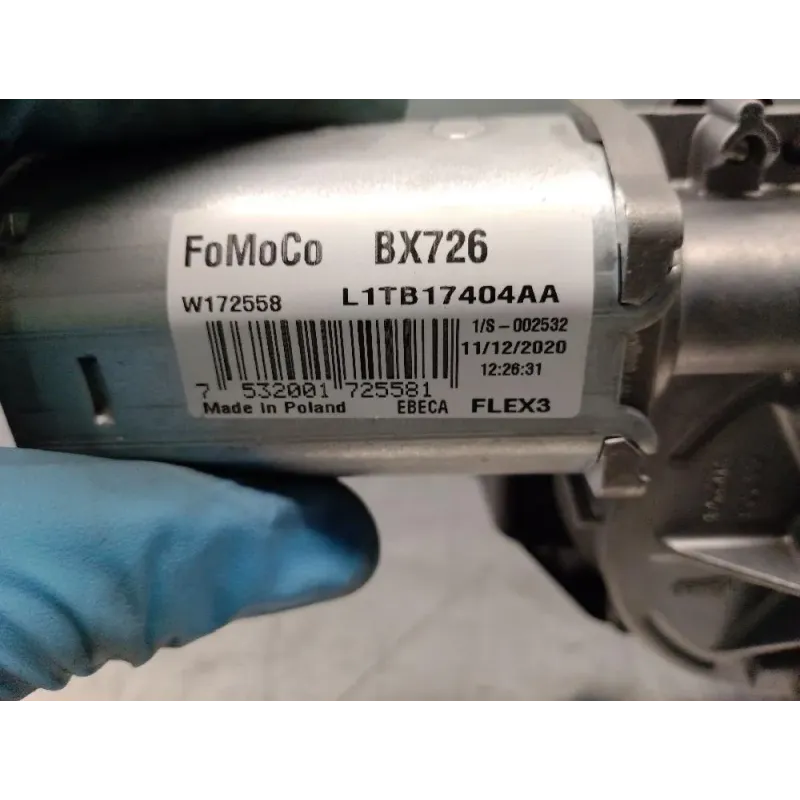 FoMoCo BX726
W172558 L1TB17404AA
1/S-002532
11/12/2020
12:26:31
7 532001 725581
Made in Poland EBECA FLEX3